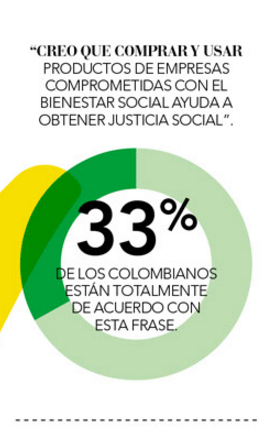 “CREO QUE COMPRAR Y USAR
PRODUCTOS DE EMPRESAS
COMPROMETIDAS CON EL
BIENESTAR SOCIAL AYUDA A
OBTENER JUSTICIA SOCIAL”.
33%
DE LOS COLOMBIANOS
ESTÁN TOTALMENTE
DE ACUERDO CON
ESTA FRASE.